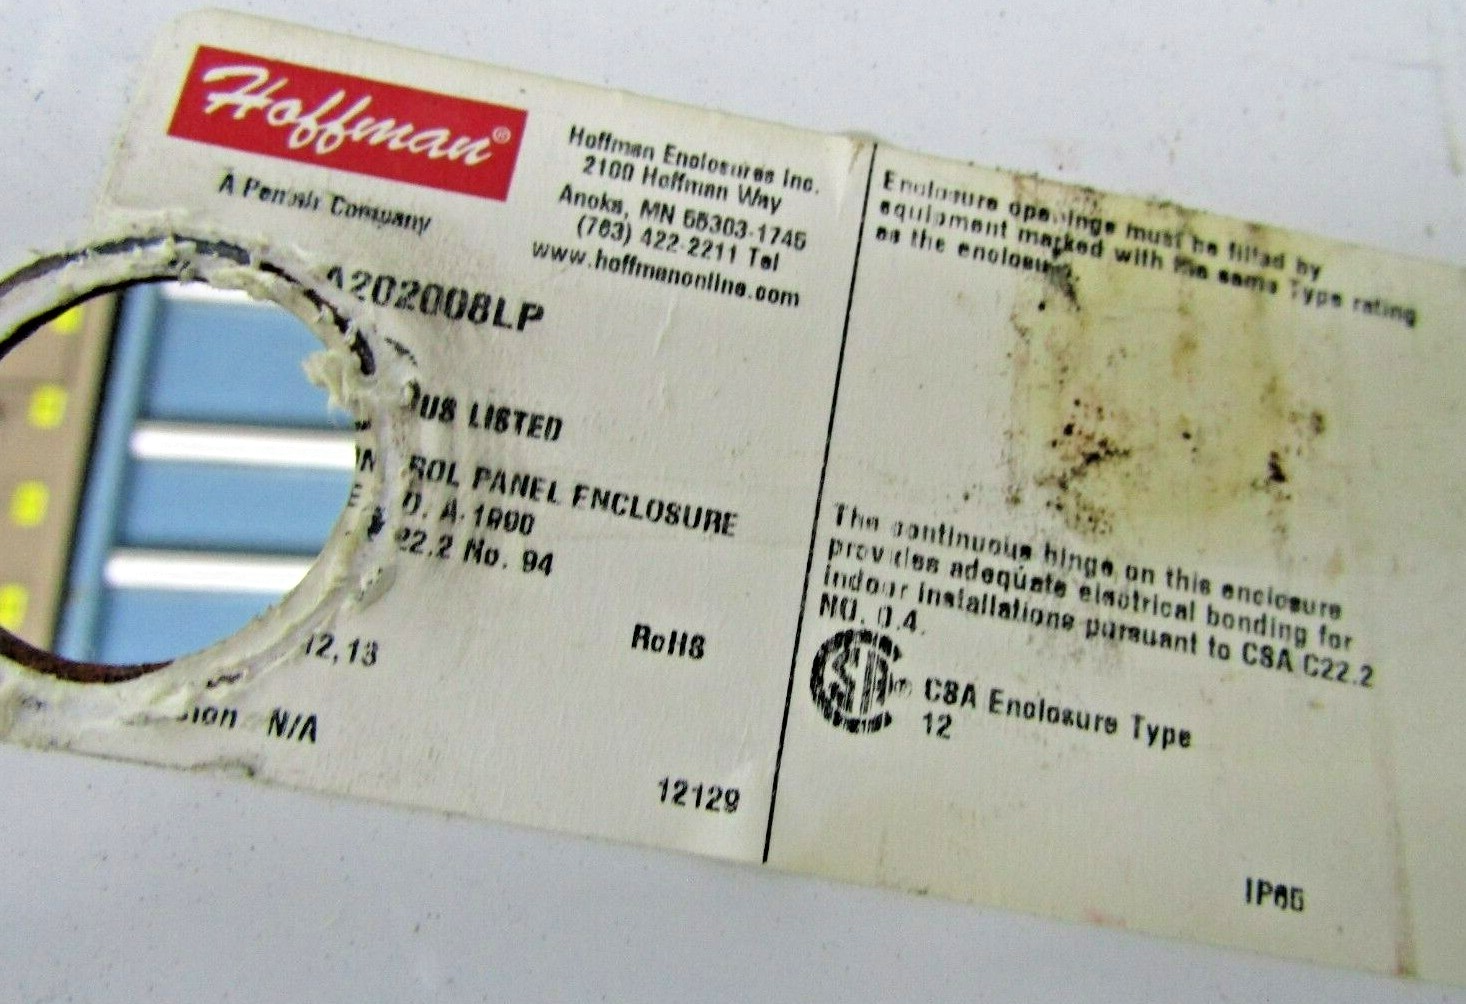 Hoffman®
A Pentair Company
Hoffman Enclosures Inc.
2100 Hoffman Way
Anoka, MN 55303-1745
(763) 422-2211 Tel
www.hoffmanonline.com
A202008LP
US LISTED
ROL PANEL ENCLOSURE
D. A-1990
22.2 No. 94
12,13
RoHS
sion N/A
12129
Enclosure openings must be filled by
equipment marked with the same Type rating
as the enclosure.
The continuous hinge on this enclosure
provides adequate electrical bonding for
indoor installations pursuant to CSA C22.2
NO. 0.4.
CSA Enclosure Type
12
IP65